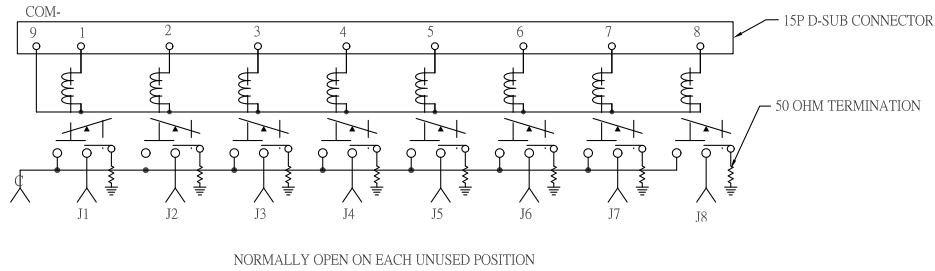 COM-
9 1 2 3 4 5 6 7 8
15P D-SUB CONNECTOR
50 OHM TERMINATION
C
J1 J2 J3 J4 J5 J6 J7 J8
NORMALLY OPEN ON EACH UNUSED POSITION